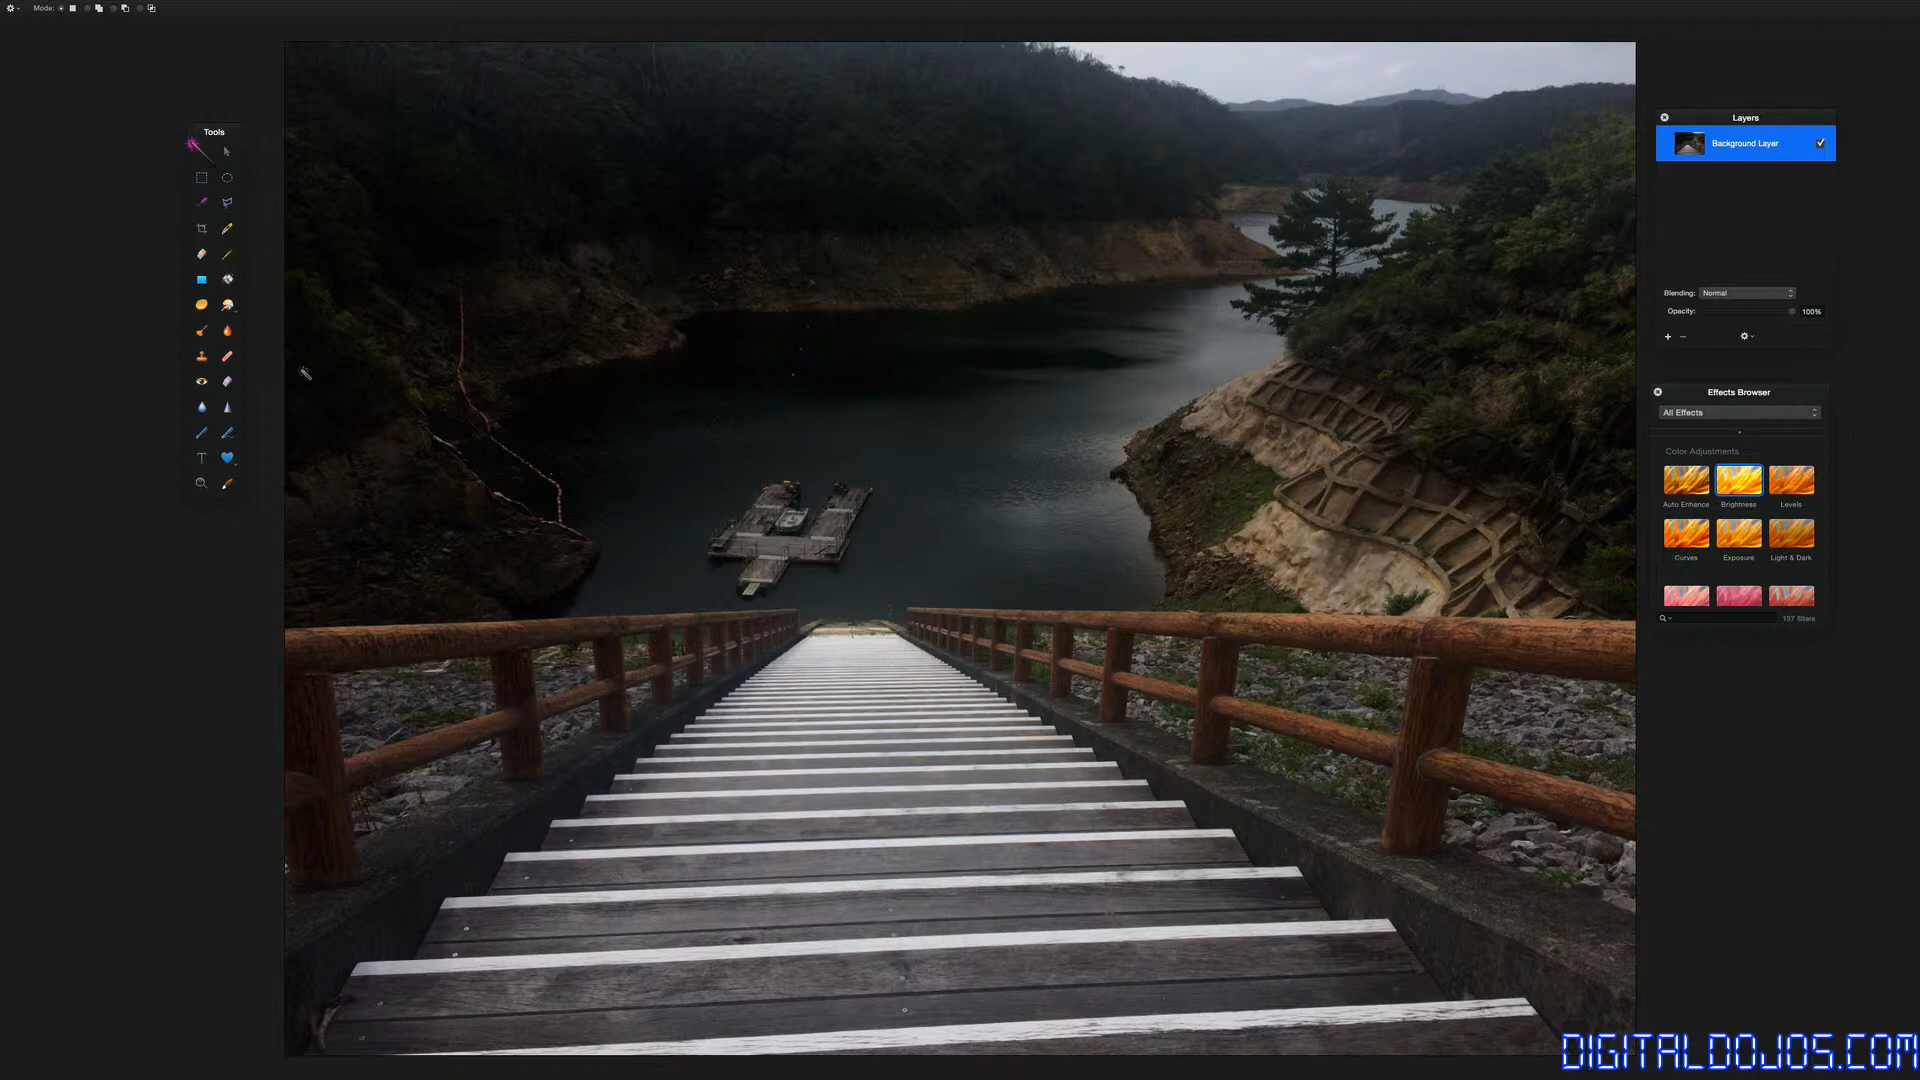 Mode:
Tools
T
Layers
Background Layer
Blending: Normal
Opacity: 100%
Effects Browser
All Effects
Color Adjustments
Auto Enhance Brightness Levels
Curves Exposure Light & Dark
137 filters
DIGITALDOJOS.COM